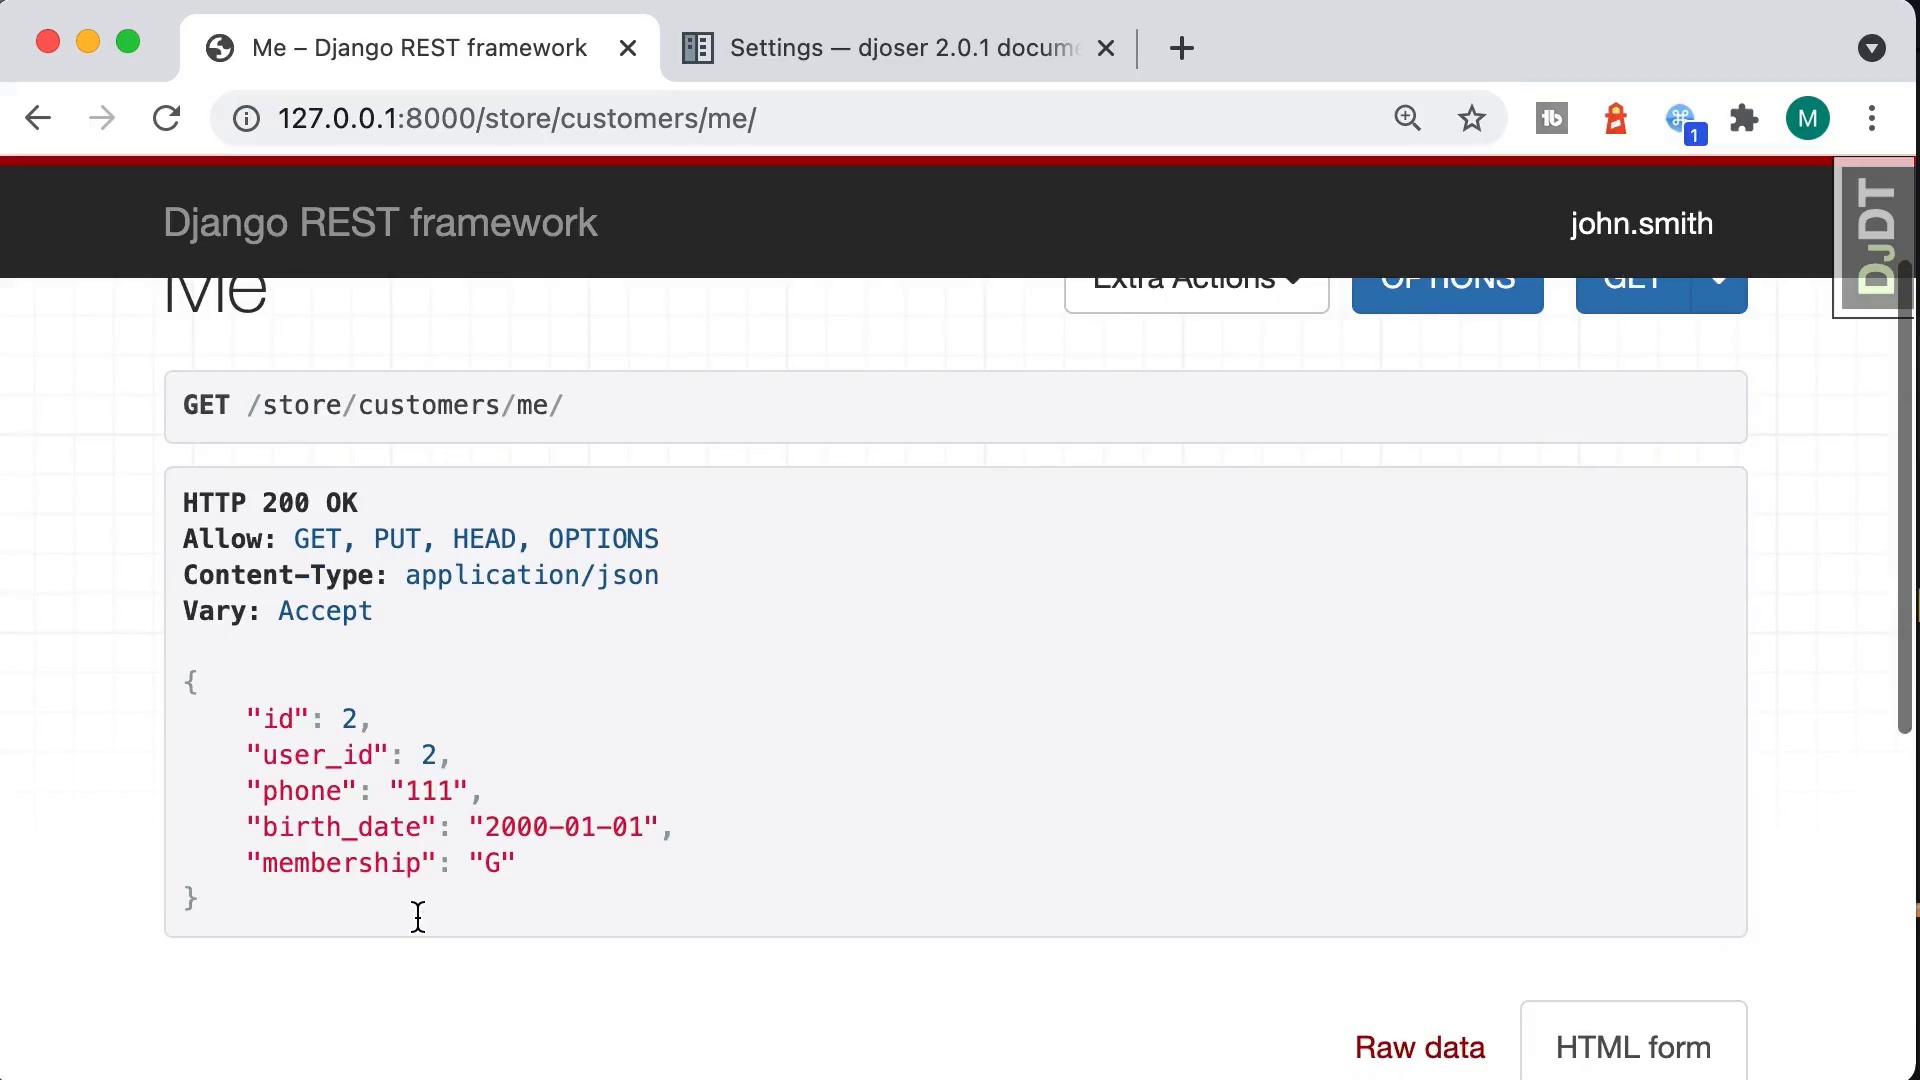 Me – Django REST framework
Settings — djoser 2.0.1 docum
127.0.0.1:8000/store/customers/me/
1
M
Django REST framework
john.smith
DjDT
Me
Extra Actions
OPTIONS
GET
GET /store/customers/me/
HTTP 200 OK
Allow: GET, PUT, HEAD, OPTIONS
Content-Type: application/json
Vary: Accept
{
"id": 2,
"user_id": 2,
"phone": "111",
"birth_date": "2000-01-01",
"membership": "G"
}
Raw data
HTML form